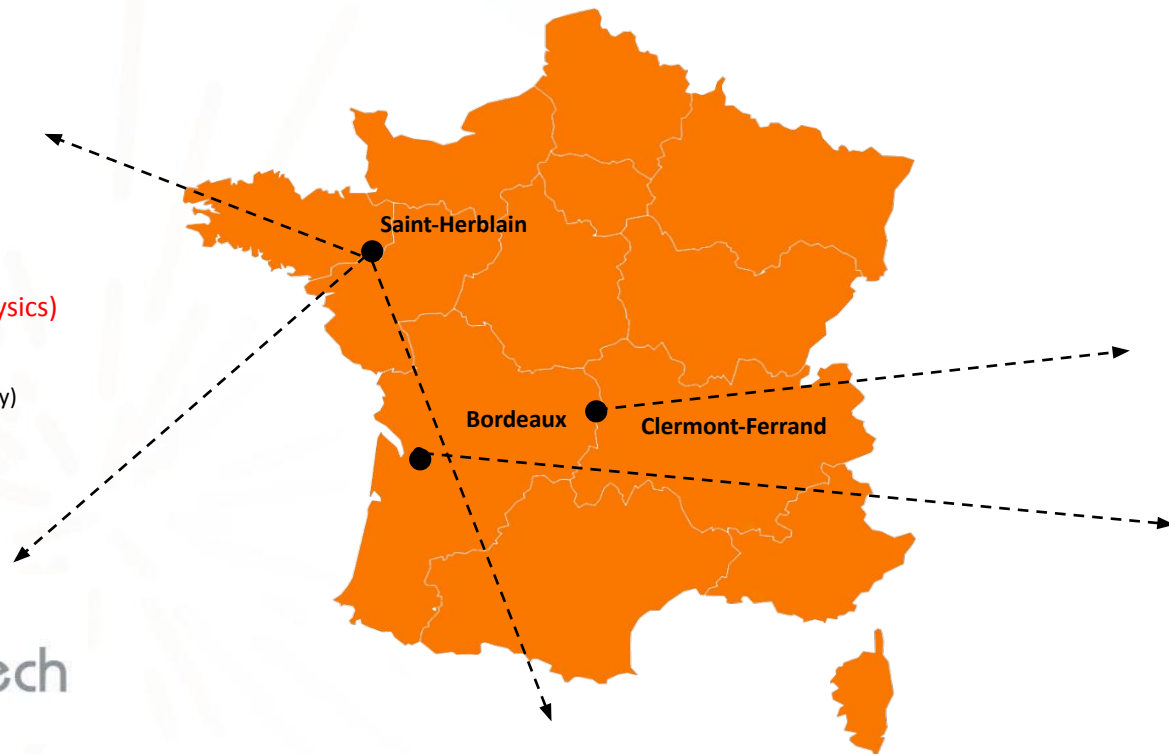 Saint-Herblain
ysics)
y)
Bordeaux
Clermont-Ferrand
ech